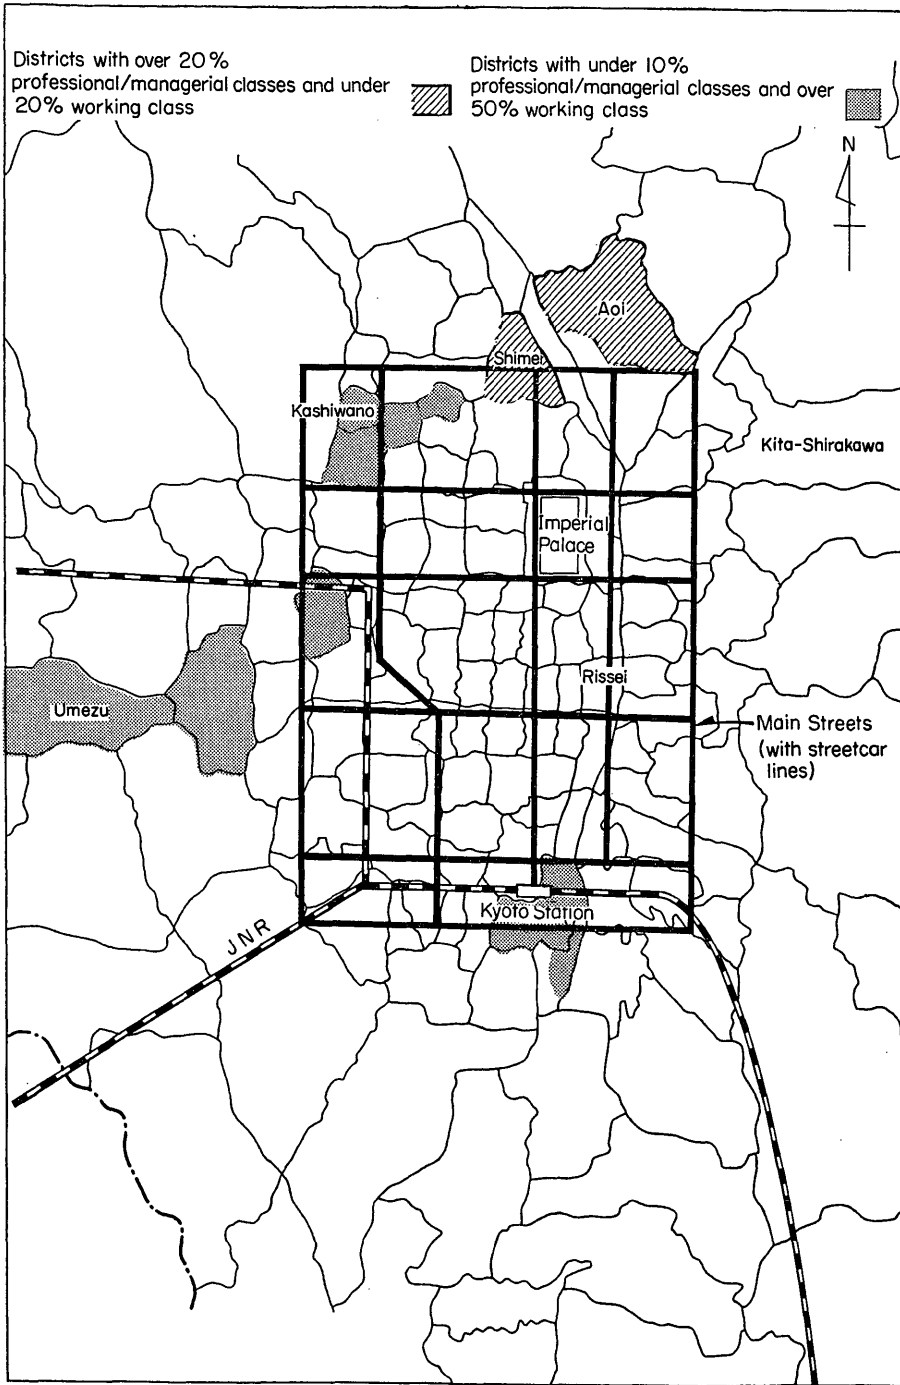 Districts with over 20%
professional/managerial classes and under
20% working class
Districts with under 10%
professional/managerial classes and over
50% working class
N
Aoi
Shimei
Kashiwano
Kita-Shirakawa
Imperial
Palace
Rissei
Umezu
Main Streets
(with streetcar
lines)
Kyoto Station
JNR